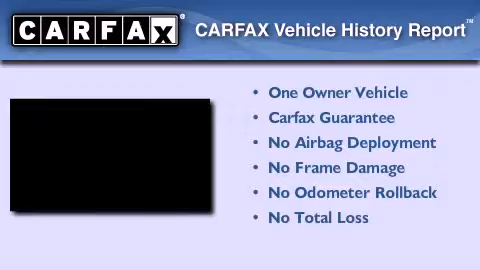 CARFAX® CARFAX Vehicle History Report™
• One Owner Vehicle
• Carfax Guarantee
• No Airbag Deployment
• No Frame Damage
• No Odometer Rollback
• No Total Loss